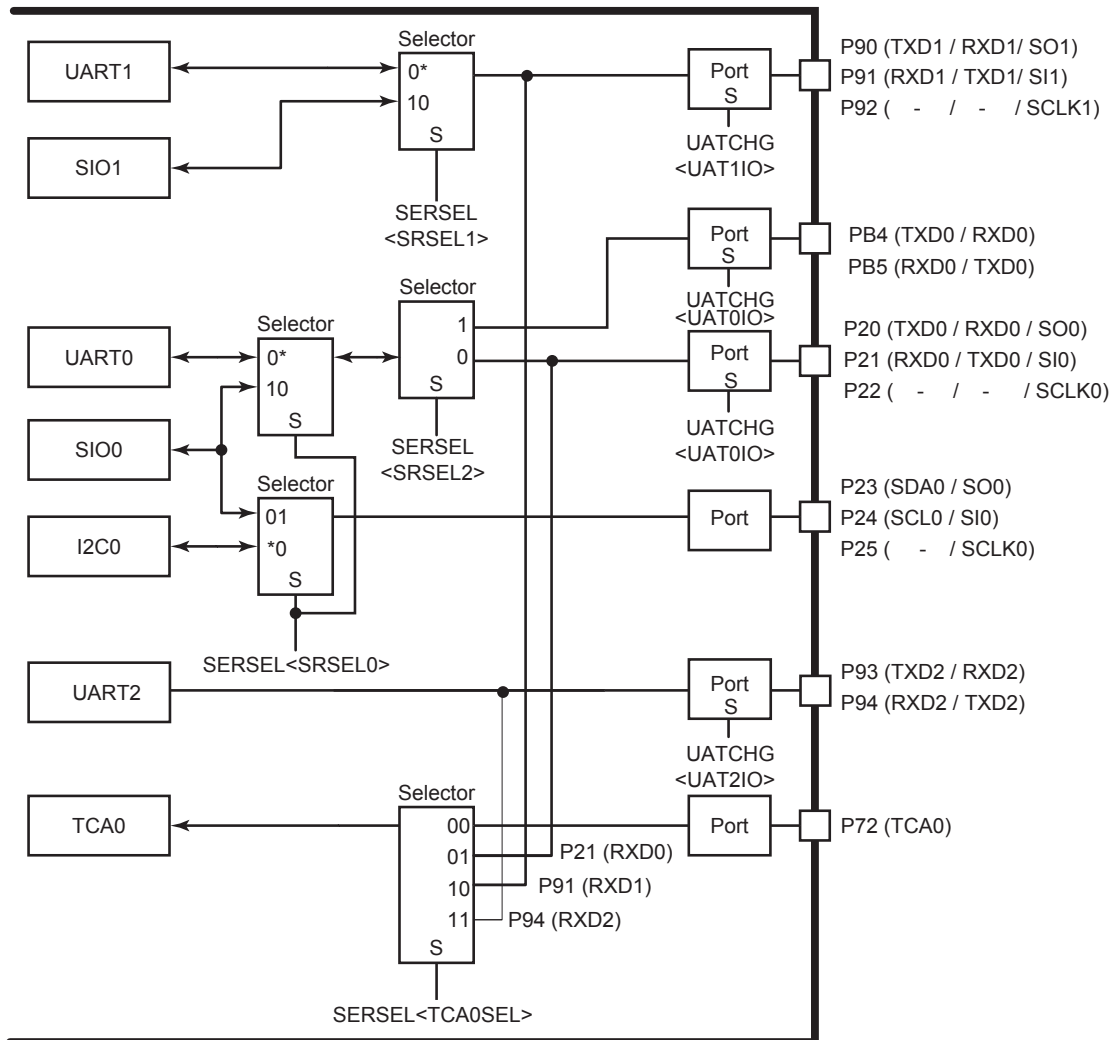 Selector
UART1
0*
10
S
SIO1
SERSEL
<SRSEL1>
Port
S
UATCHG
<UAT1IO>
P90 (TXD1 / RXD1/ SO1)
P91 (RXD1 / TXD1/ SI1)
P92 ( - / - / SCLK1)
Port
S
UATCHG
<UAT0IO>
PB4 (TXD0 / RXD0)
PB5 (RXD0 / TXD0)
Selector
1
0
S
SERSEL
<SRSEL2>
Selector
UART0
0*
10
S
SIO0
Port
S
UATCHG
<UAT0IO>
P20 (TXD0 / RXD0 / SO0)
P21 (RXD0 / TXD0 / SI0)
P22 ( - / - / SCLK0)
Selector
01
*0
S
I2C0
SERSEL<SRSEL0>
Port
P23 (SDA0 / SO0)
P24 (SCL0 / SI0)
P25 ( - / SCLK0)
UART2
Port
S
UATCHG
<UAT2IO>
P93 (TXD2 / RXD2)
P94 (RXD2 / TXD2)
Selector
TCA0
00
01
10
11
S
P21 (RXD0)
P91 (RXD1)
P94 (RXD2)
SERSEL<TCA0SEL>
Port
P72 (TCA0)